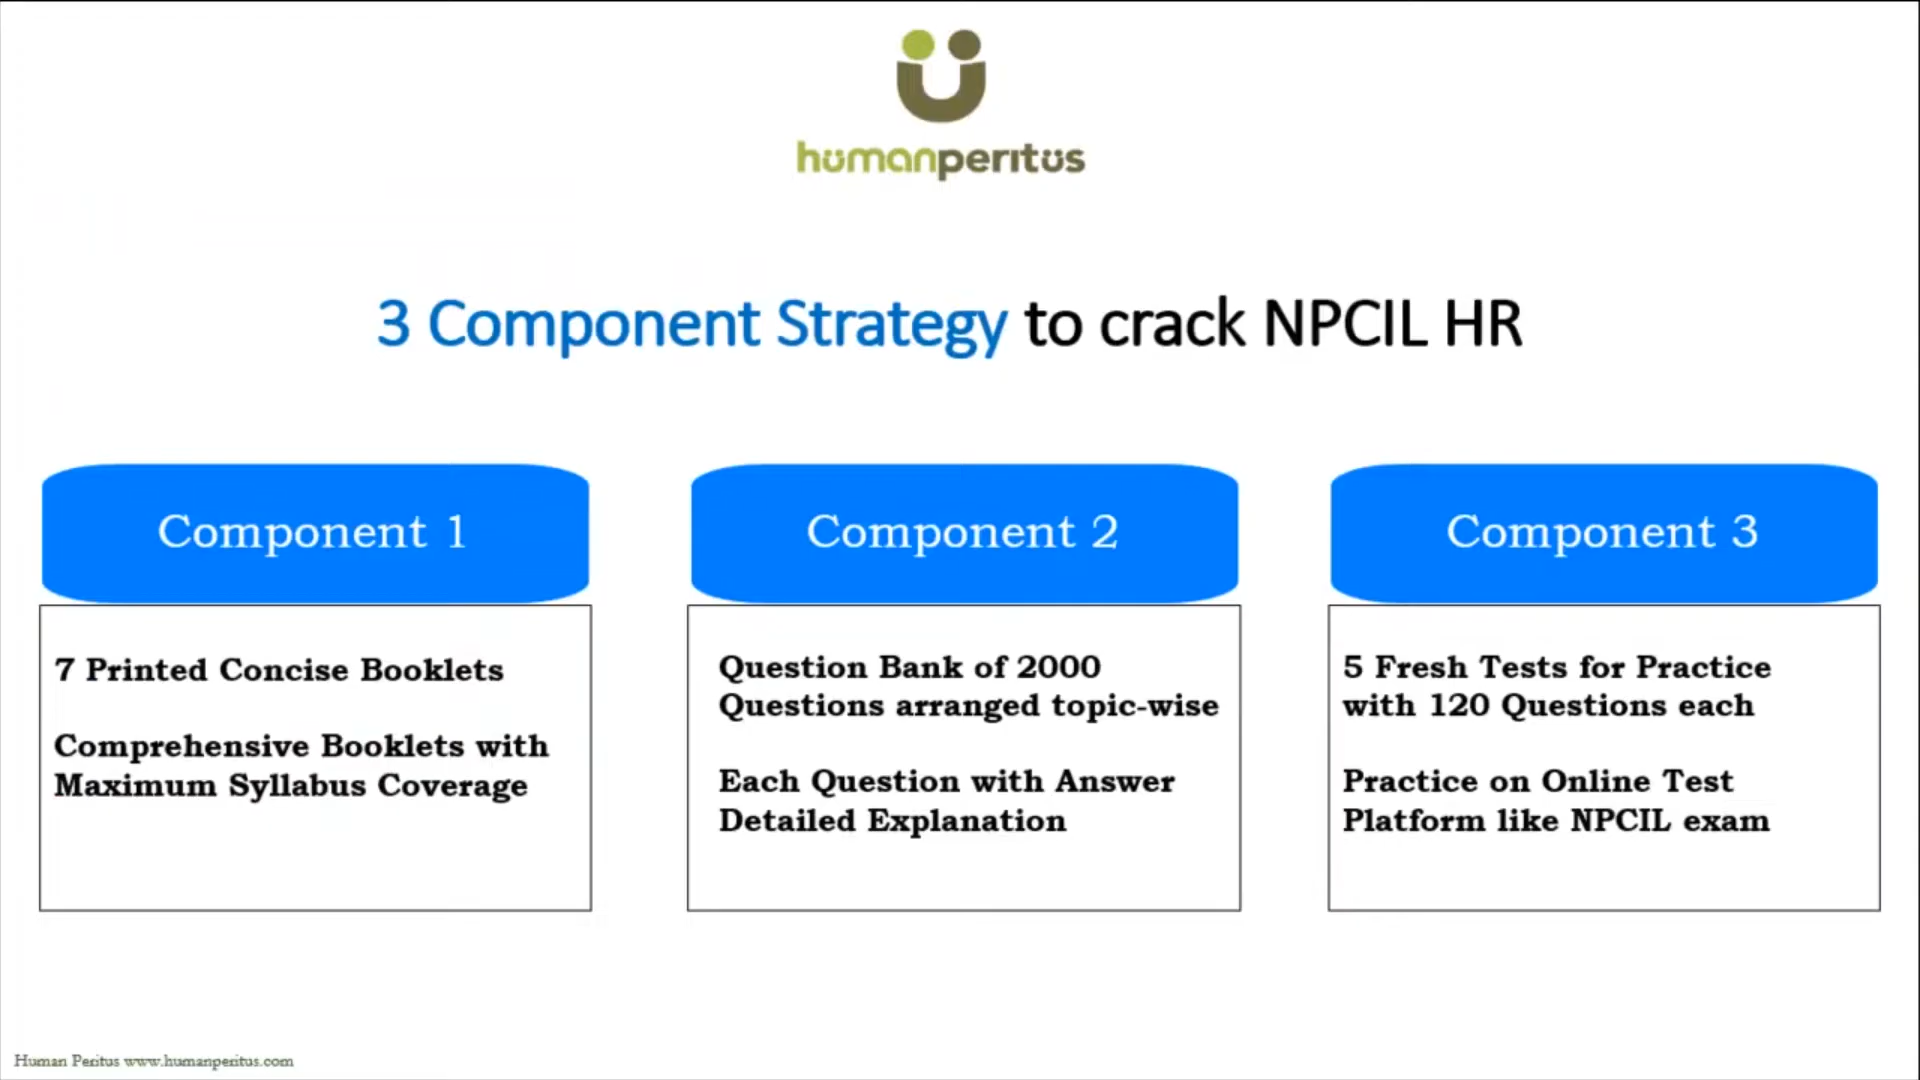 hümanperitüs
3 Component Strategy to crack NPCIL HR
Component 1
7 Printed Concise Booklets
Comprehensive Booklets with
Maximum Syllabus Coverage
Component 2
Question Bank of 2000
Questions arranged topic-wise
Each Question with Answer
Detailed Explanation
Component 3
5 Fresh Tests for Practice
with 120 Questions each
Practice on Online Test
Platform like NPCIL exam
Human Peritus www.humanperitus.com